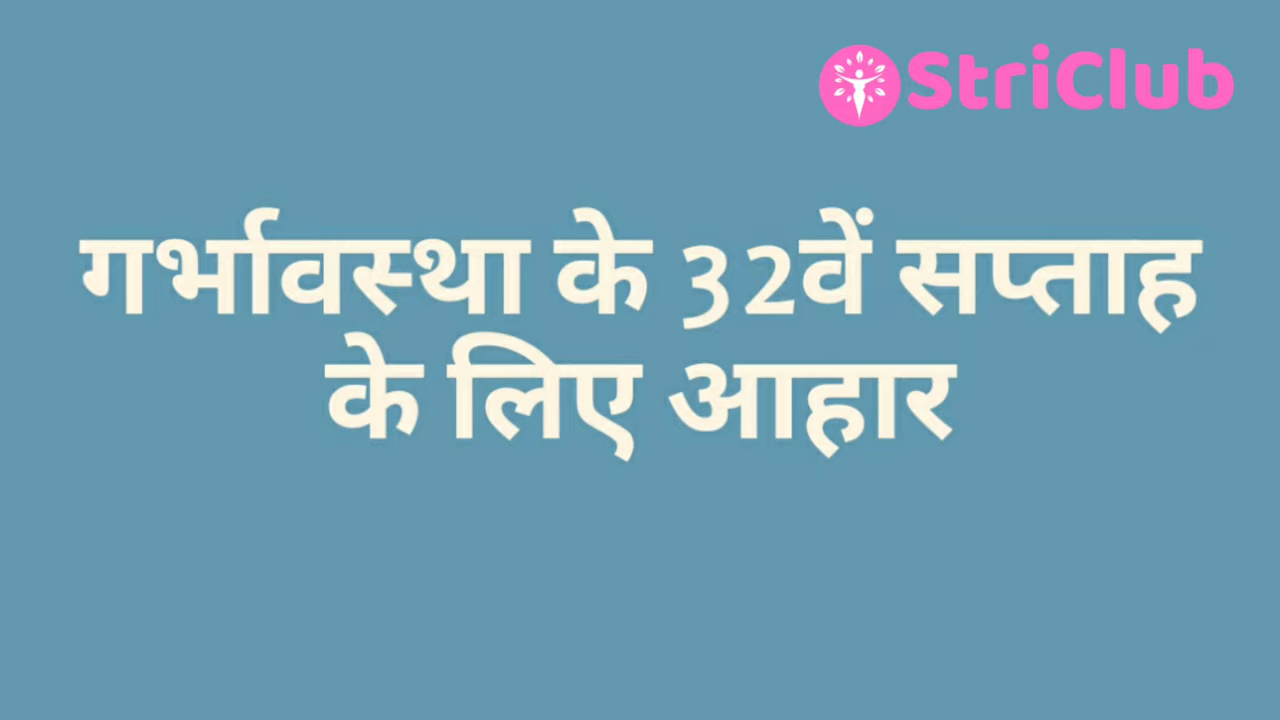 StriClub
गर्भावस्था के 32वें सप्ताह
के लिए आहार